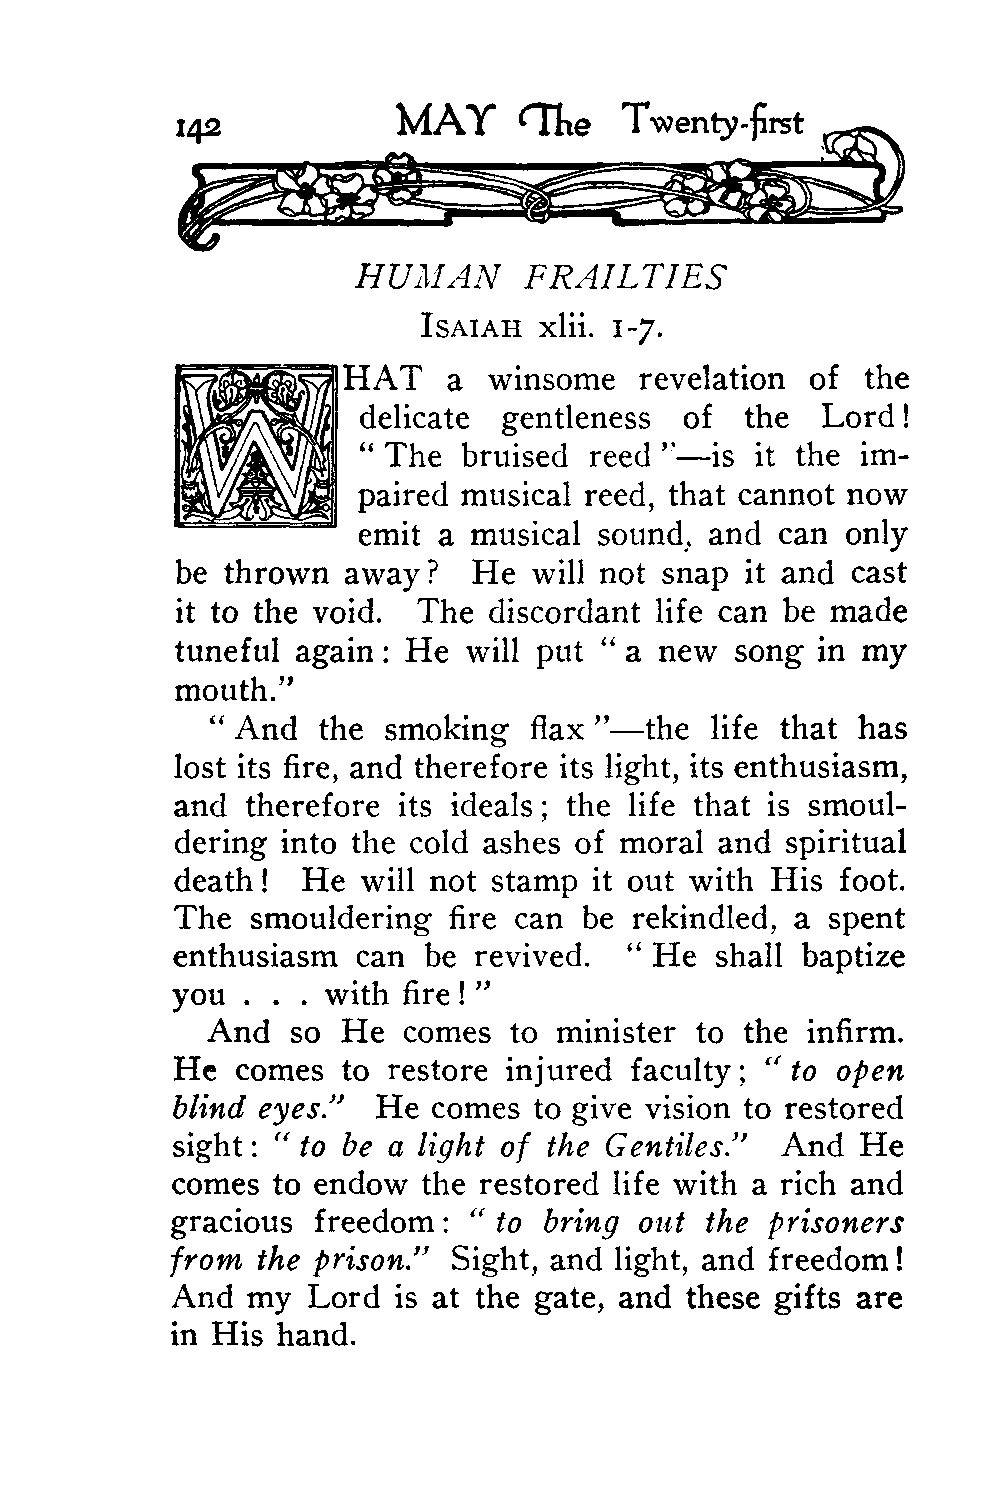 142 MAY The Twenty-first
HUMAN FRAILTIES
ISAIAH xlii. 1-7.
WHAT a winsome revelation of the
delicate gentleness of the Lord!
“ The bruised reed ”—is it the im-
paired musical reed, that cannot now
emit a musical sound, and can only
be thrown away? He will not snap it and cast
it to the void. The discordant life can be made
tuneful again: He will put “ a new song in my
mouth.”
“ And the smoking flax ”—the life that has
lost its fire, and therefore its light, its enthusiasm,
and therefore its ideals; the life that is smoul-
dering into the cold ashes of moral and spiritual
death! He will not stamp it out with His foot.
The smouldering fire can be rekindled, a spent
enthusiasm can be revived. “ He shall baptize
you . . . with fire! ”
And so He comes to minister to the infirm.
He comes to restore injured faculty; “ to open
blind eyes.” He comes to give vision to restored
sight: “ to be a light of the Gentiles.” And He
comes to endow the restored life with a rich and
gracious freedom: “ to bring out the prisoners
from the prison.” Sight, and light, and freedom!
And my Lord is at the gate, and these gifts are
in His hand.